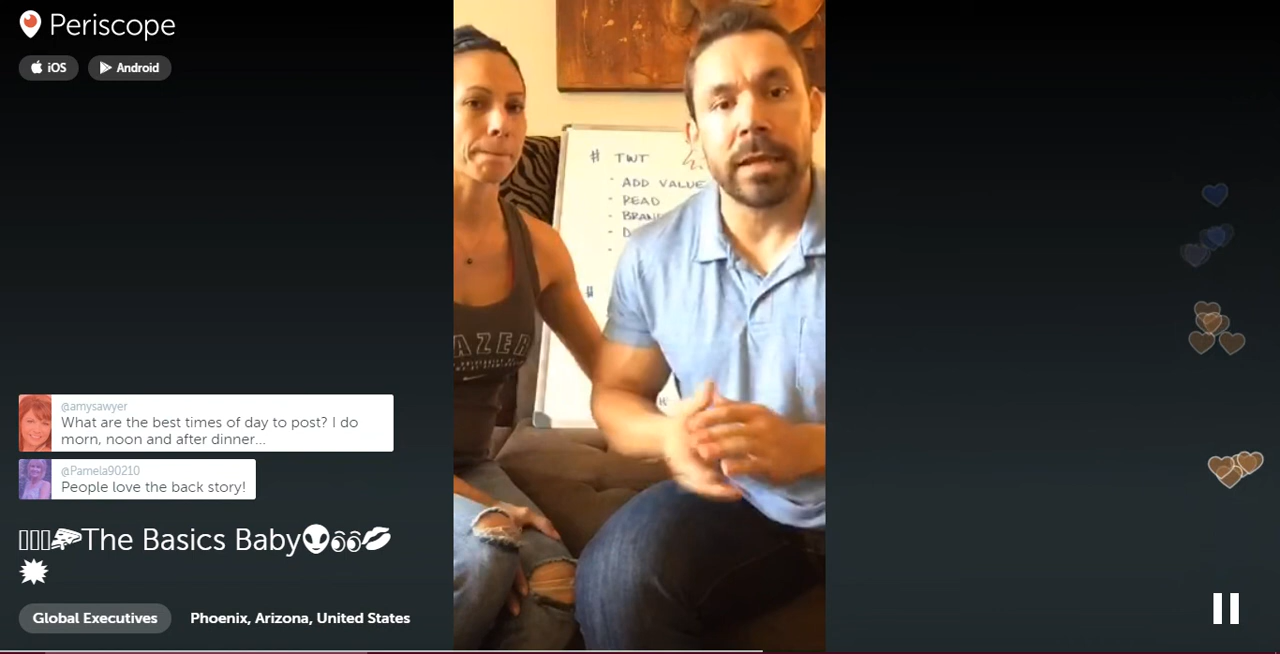 Periscope
iOS
Android
# TWT
- ADD VALUE
- READ
-
-
#
AZER
@amysawyer
What are the best times of day to post? I do
morn, noon and after dinner...
@Pamela90210
People love the back story!
The Basics Baby👽👀💋
Global Executives
Phoenix, Arizona, United States